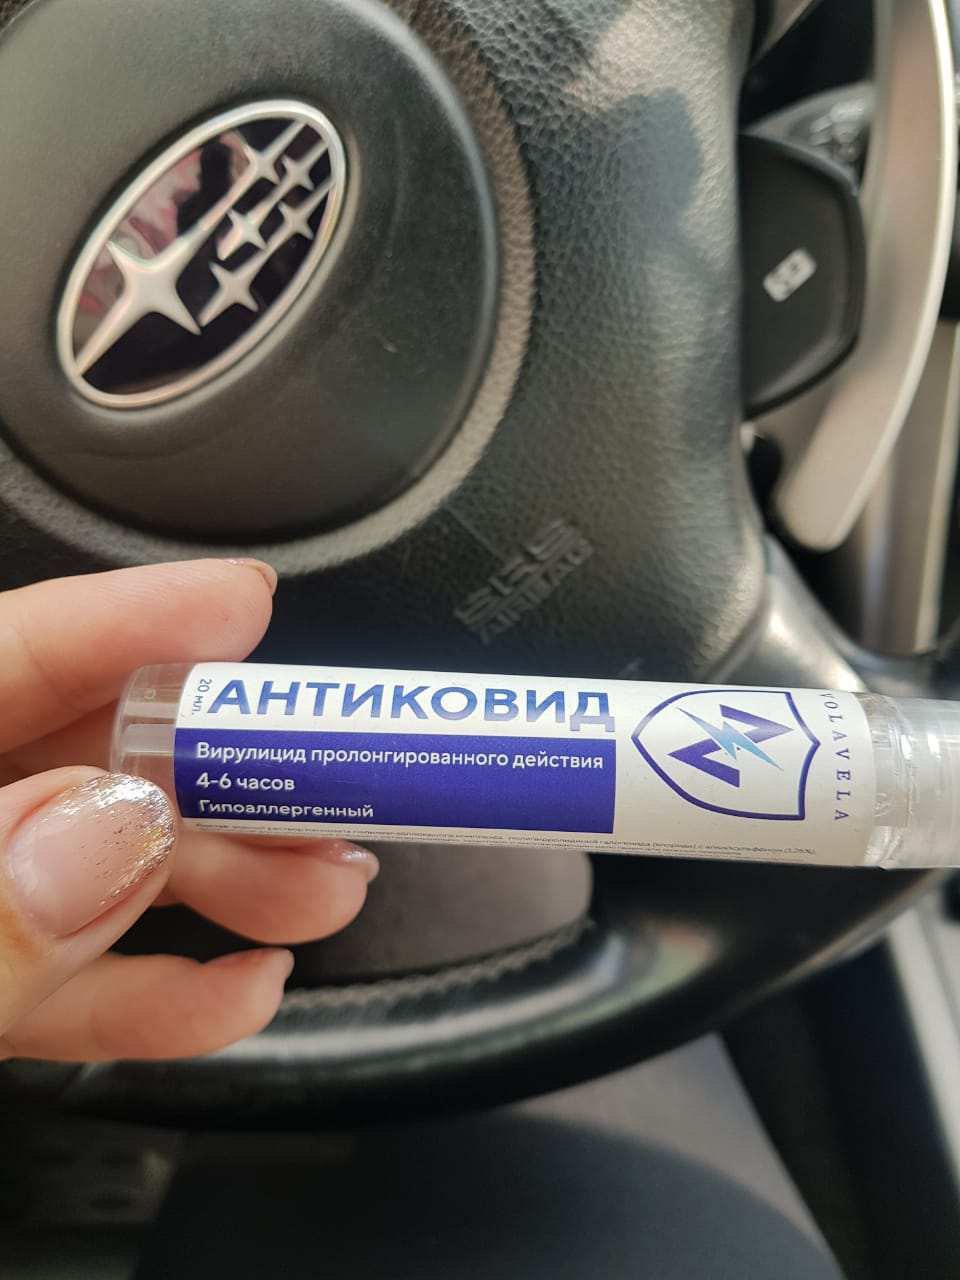 SRS
AIRBAG
20 мл.
АНТИКОВИД
Вирулицид пролонгированного действия
4-6 часов
Гипоаллергенный
VOLAVELA